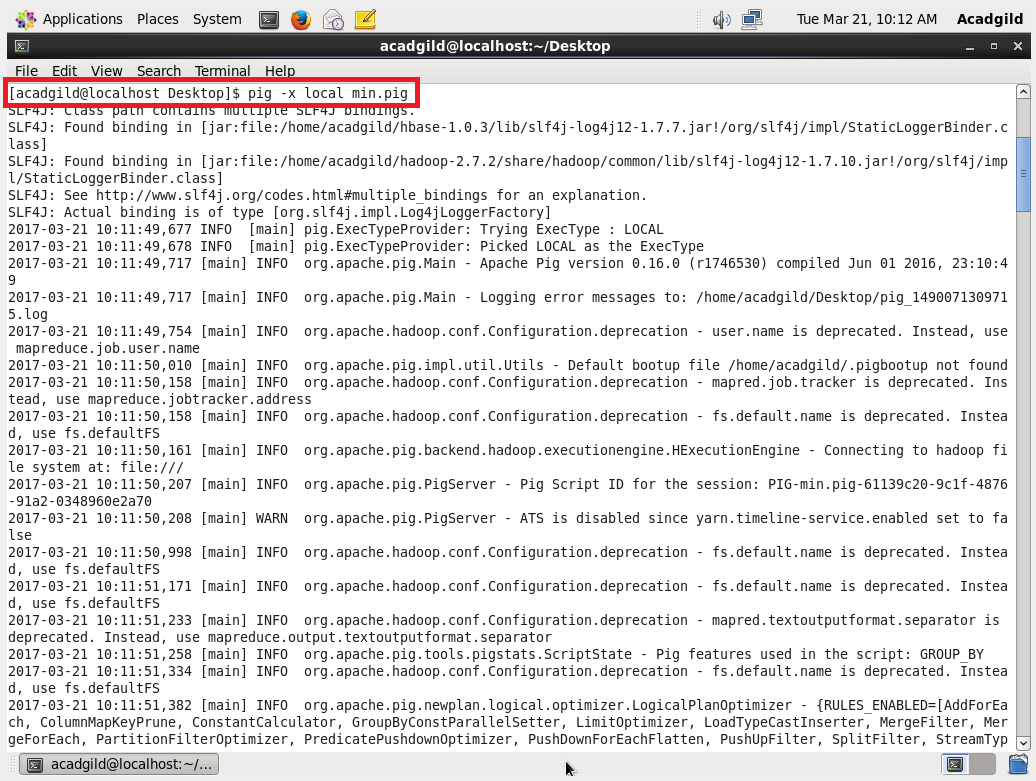 Applications Places System Tue Mar 21, 10:12 AM Acadgild
acadgild@localhost:~/Desktop
File Edit View Search Terminal Help
[acadgild@localhost Desktop]$ pig -x local min.pig
SLF4J: Class path contains multiple SLF4J bindings.
SLF4J: Found binding in [jar:file:/home/acadgild/hbase-1.0.3/lib/slf4j-log4j12-1.7.7.jar!/org/slf4j/impl/StaticLoggerBinder.c
lass]
SLF4J: Found binding in [jar:file:/home/acadgild/hadoop-2.7.2/share/hadoop/common/lib/slf4j-log4j12-1.7.10.jar!/org/slf4j/imp
l/StaticLoggerBinder.class]
SLF4J: See http://www.slf4j.org/codes.html#multiple_bindings for an explanation.
SLF4J: Actual binding is of type [org.slf4j.impl.Log4jLoggerFactory]
2017-03-21 10:11:49,677 INFO  [main] pig.ExecTypeProvider: Trying ExecType : LOCAL
2017-03-21 10:11:49,678 INFO  [main] pig.ExecTypeProvider: Picked LOCAL as the ExecType
2017-03-21 10:11:49,717 [main] INFO  org.apache.pig.Main - Apache Pig version 0.16.0 (r1746530) compiled Jun 01 2016, 23:10:4
9
2017-03-21 10:11:49,717 [main] INFO  org.apache.pig.Main - Logging error messages to: /home/acadgild/Desktop/pig_149007130971
5.log
2017-03-21 10:11:49,754 [main] INFO  org.apache.hadoop.conf.Configuration.deprecation - user.name is deprecated. Instead, use
 mapreduce.job.user.name
2017-03-21 10:11:50,010 [main] INFO  org.apache.pig.impl.util.Utils - Default bootup file /home/acadgild/.pigbootup not found
2017-03-21 10:11:50,158 [main] INFO  org.apache.hadoop.conf.Configuration.deprecation - mapred.job.tracker is deprecated. Ins
tead, use mapreduce.jobtracker.address
2017-03-21 10:11:50,158 [main] INFO  org.apache.hadoop.conf.Configuration.deprecation - fs.default.name is deprecated. Instea
d, use fs.defaultFS
2017-03-21 10:11:50,161 [main] INFO  org.apache.pig.backend.hadoop.executionengine.HExecutionEngine - Connecting to hadoop fi
le system at: file:///
2017-03-21 10:11:50,207 [main] INFO  org.apache.pig.PigServer - Pig Script ID for the session: PIG-min.pig-61139c20-9c1f-4876
-91a2-0348960e2a70
2017-03-21 10:11:50,208 [main] WARN  org.apache.pig.PigServer - ATS is disabled since yarn.timeline-service.enabled set to fa
lse
2017-03-21 10:11:50,998 [main] INFO  org.apache.hadoop.conf.Configuration.deprecation - fs.default.name is deprecated. Instea
d, use fs.defaultFS
2017-03-21 10:11:51,171 [main] INFO  org.apache.hadoop.conf.Configuration.deprecation - fs.default.name is deprecated. Instea
d, use fs.defaultFS
2017-03-21 10:11:51,233 [main] INFO  org.apache.hadoop.conf.Configuration.deprecation - mapred.textoutputformat.separator is
deprecated. Instead, use mapreduce.output.textoutputformat.separator
2017-03-21 10:11:51,258 [main] INFO  org.apache.pig.tools.pigstats.ScriptState - Pig features used in the script: GROUP_BY
2017-03-21 10:11:51,334 [main] INFO  org.apache.hadoop.conf.Configuration.deprecation - fs.default.name is deprecated. Instea
d, use fs.defaultFS
2017-03-21 10:11:51,382 [main] INFO  org.apache.pig.newplan.logical.optimizer.LogicalPlanOptimizer - {RULES_ENABLED=[AddForEa
ch, ColumnMapKeyPrune, ConstantCalculator, GroupByConstParallelSetter, LimitOptimizer, LoadTypeCastInserter, MergeFilter, Mer
geForEach, PartitionFilterOptimizer, PredicatePushdownOptimizer, PushDownForEachFlatten, PushUpFilter, SplitFilter, StreamTyp
acadgild@localhost:~/...